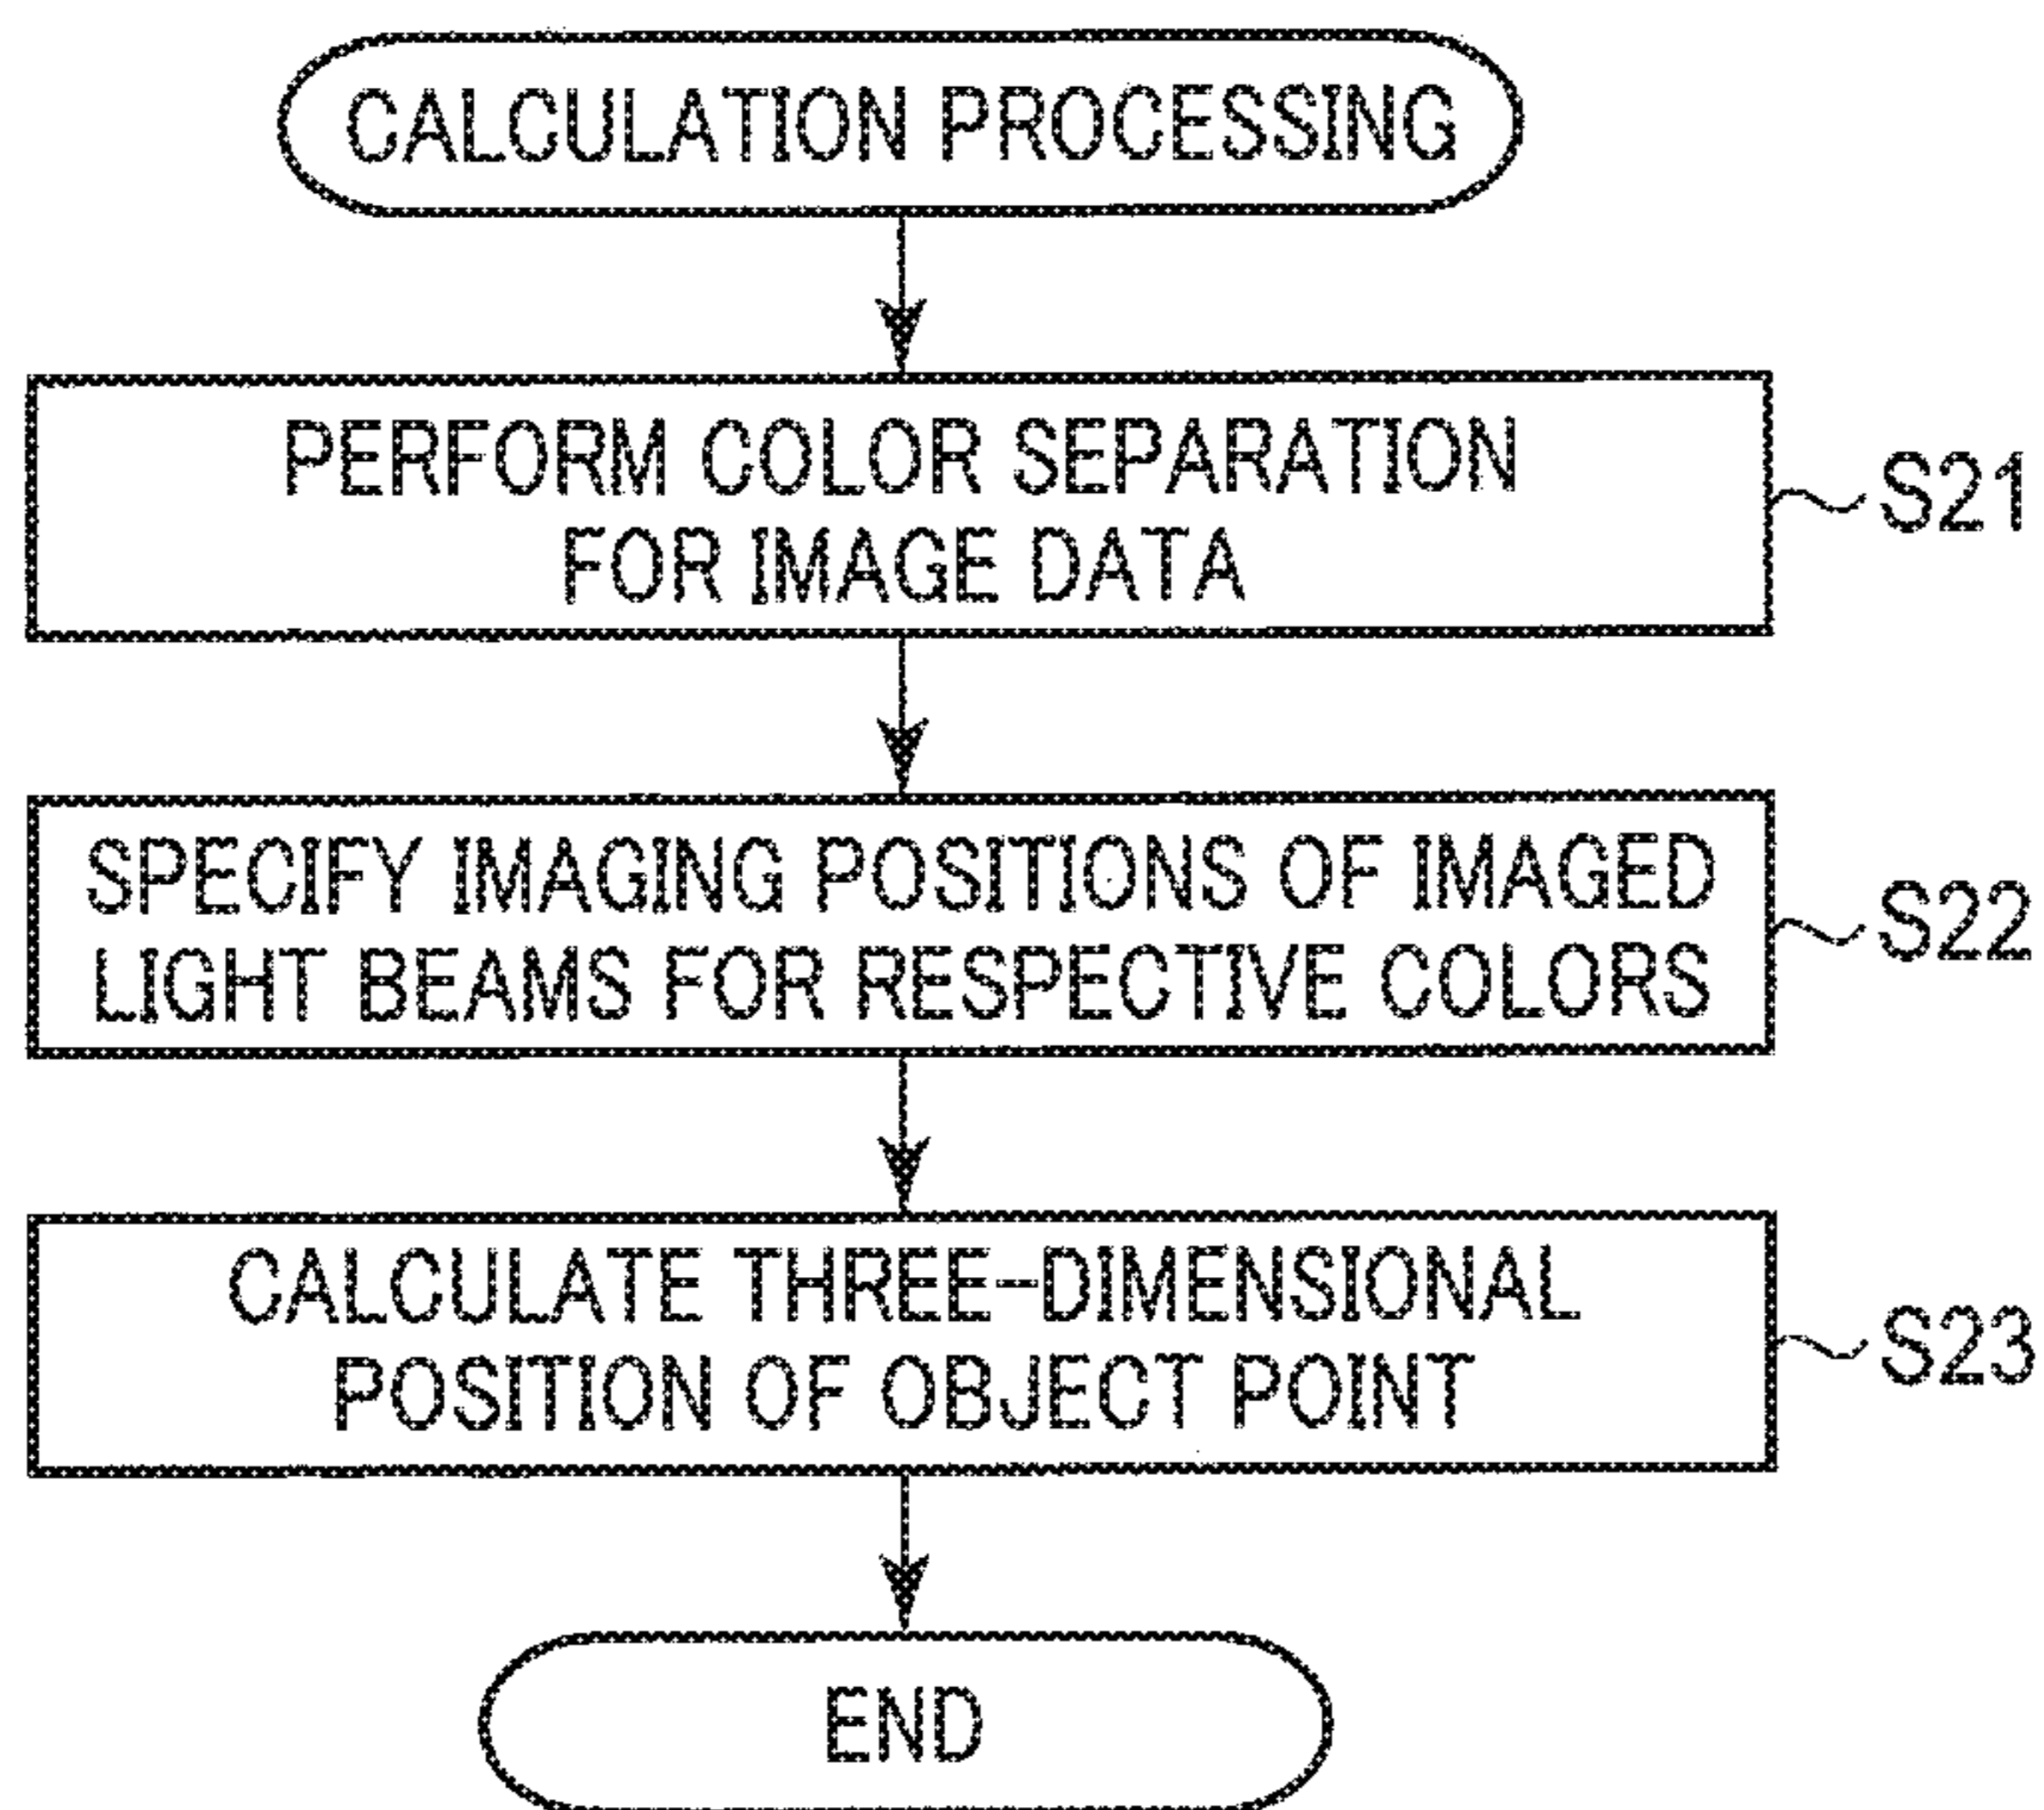 CALCULATION PROCESSING
PERFORM COLOR SEPARATION
FOR IMAGE DATA
S21
SPECIFY IMAGING POSITIONS OF IMAGED
LIGHT BEAMS FOR RESPECTIVE COLORS
S22
CALCULATE THREE-DIMENSIONAL
POSITION OF OBJECT POINT
S23
END